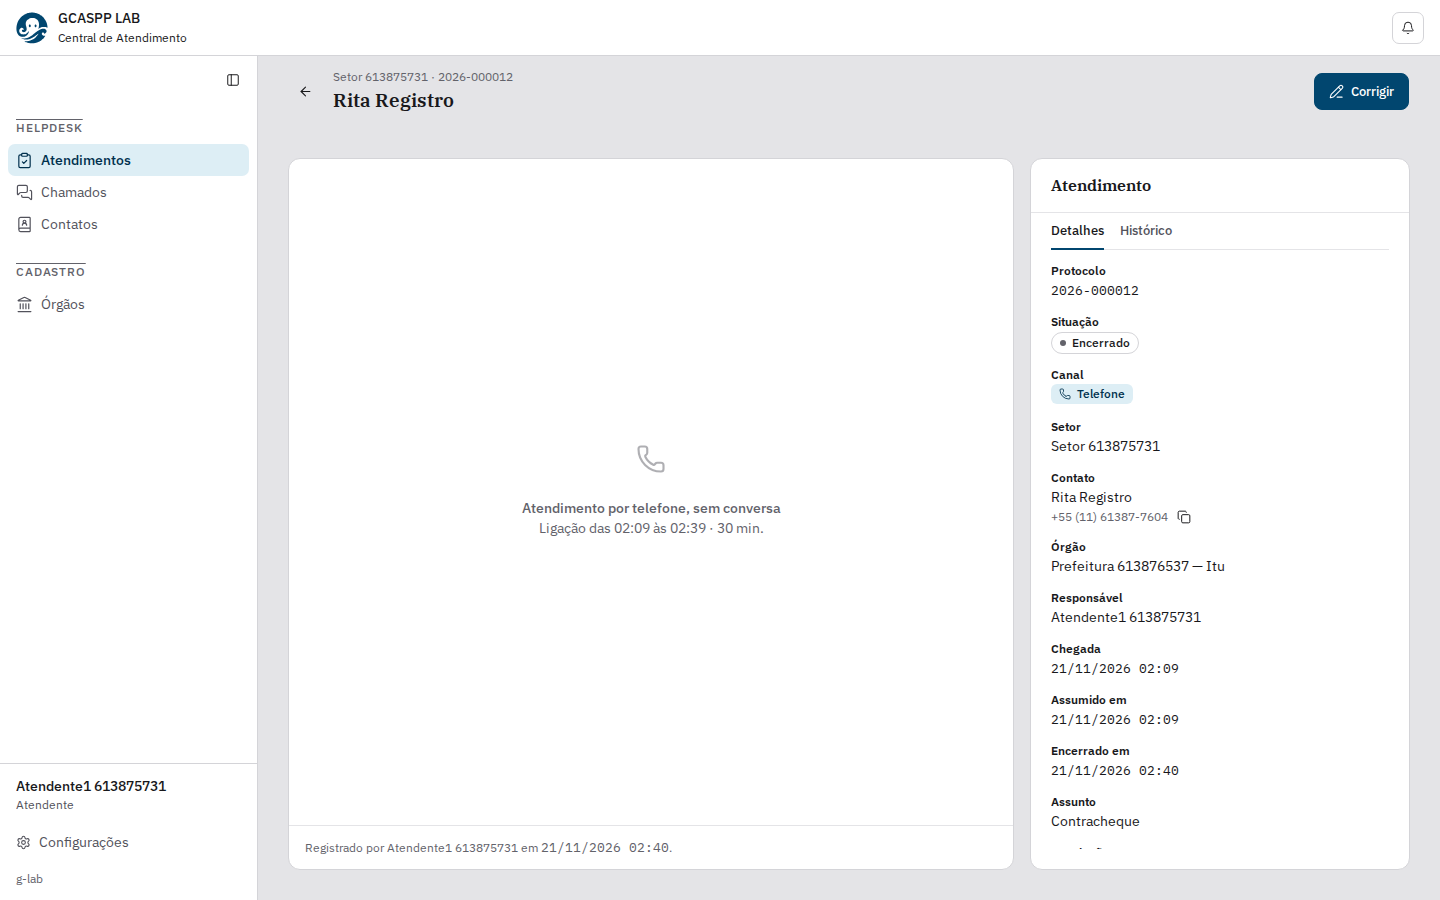 GCASPP LAB
Central de Atendimento
HELPDESK
Atendimentos
Chamados
Contatos
CADASTRO
Órgãos
Atendente1 613875731
Atendente
Configurações
g-lab
Setor 613875731 · 2026-000012
Rita Registro
Corrigir
Atendimento por telefone, sem conversa
Ligação das 02:09 às 02:39 · 30 min.
Registrado por Atendente1 613875731 em 21/11/2026 02:40.
Atendimento
Detalhes Histórico
Protocolo
2026-000012
Situação
Encerrado
Canal
Telefone
Setor
Setor 613875731
Contato
Rita Registro
+55 (11) 61387-7604
Órgão
Prefeitura 613876537 — Itu
Responsável
Atendente1 613875731
Chegada
21/11/2026 02:09
Assumido em
21/11/2026 02:09
Encerrado em
21/11/2026 02:40
Assunto
Contracheque